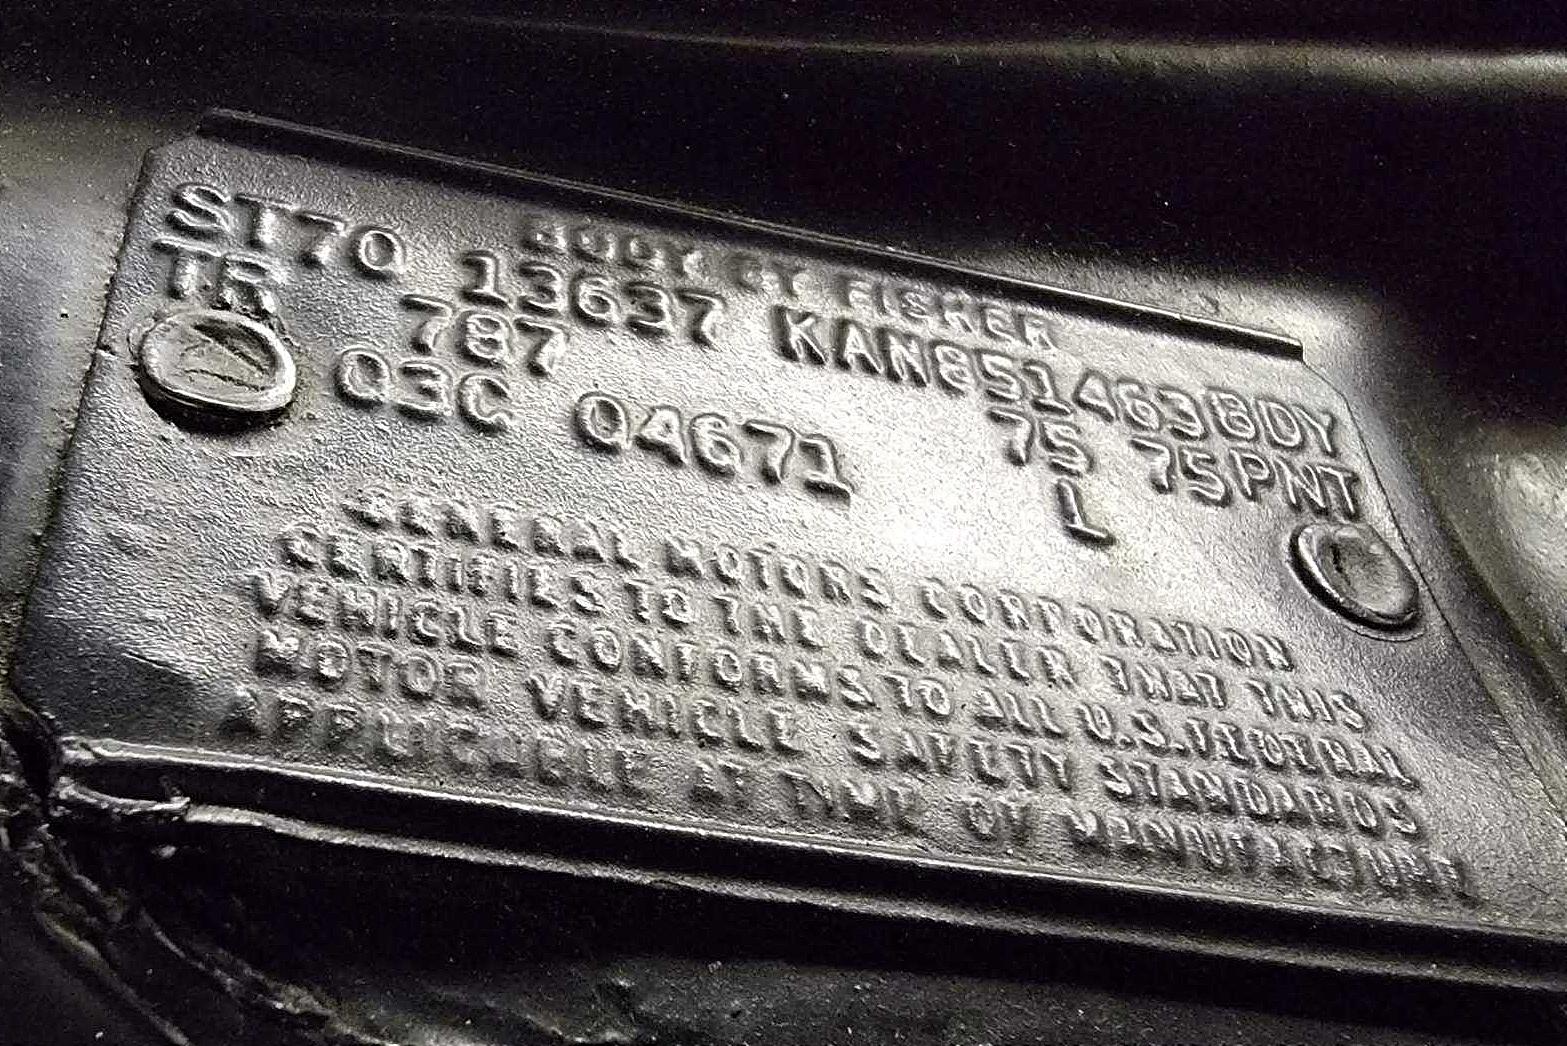 BODY BY FISHER
ST70 13637 KAN851463BDY
TR 787 75 75PNT
03C 04671 L
GENERAL MOTORS CORPORATION
CERTIFIES TO THE DEALER THAT THIS
VEHICLE CONFORMS TO ALL U.S. FEDERAL
MOTOR VEHICLE SAFETY STANDARDS
APPLICABLE AT TIME OF MANUFACTURE